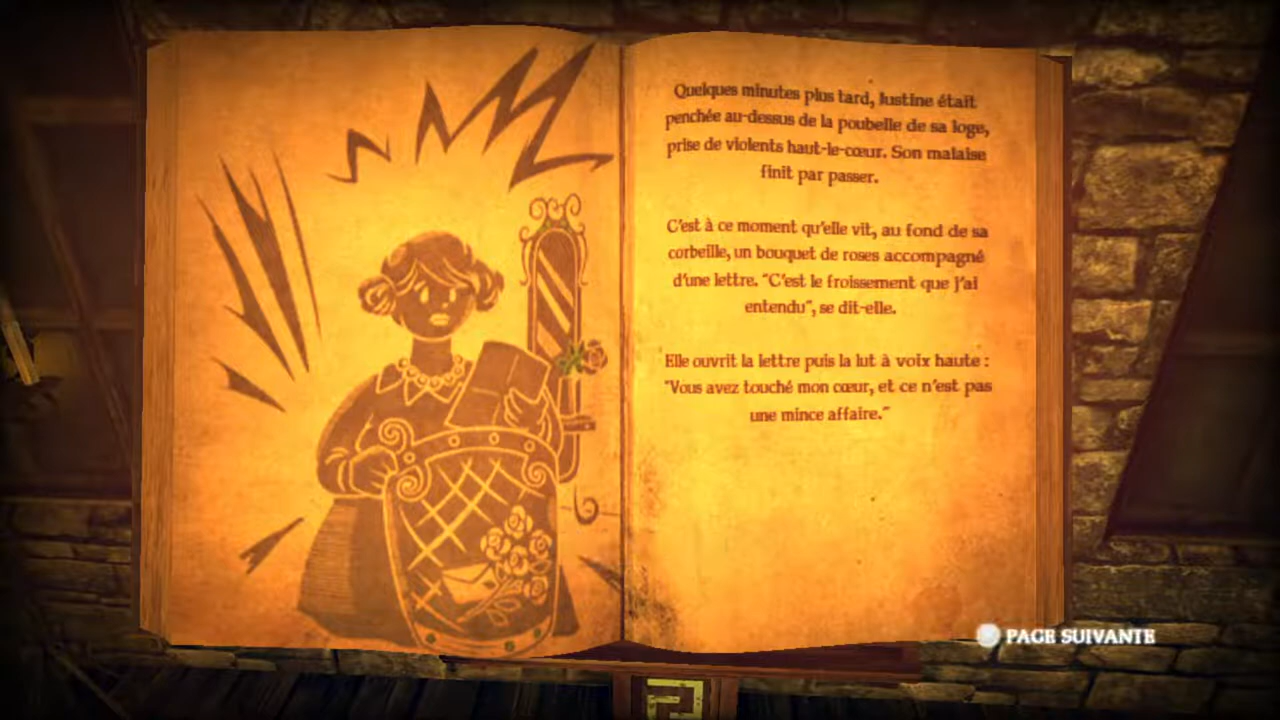 Quelques minutes plus tard, Justine était
penchée au-dessus de la poubelle de sa loge,
prise de violents haut-le-cœur. Son malaise
finit par passer.
C'est à ce moment qu'elle vit, au fond de sa
corbeille, un bouquet de roses accompagné
d'une lettre. "C'est le froissement que j'ai
entendu", se dit-elle.
Elle ouvrit la lettre puis la lut à voix haute :
"Vous avez touché mon cœur, et ce n'est pas
une mince affaire."
PAGE SUIVANTE